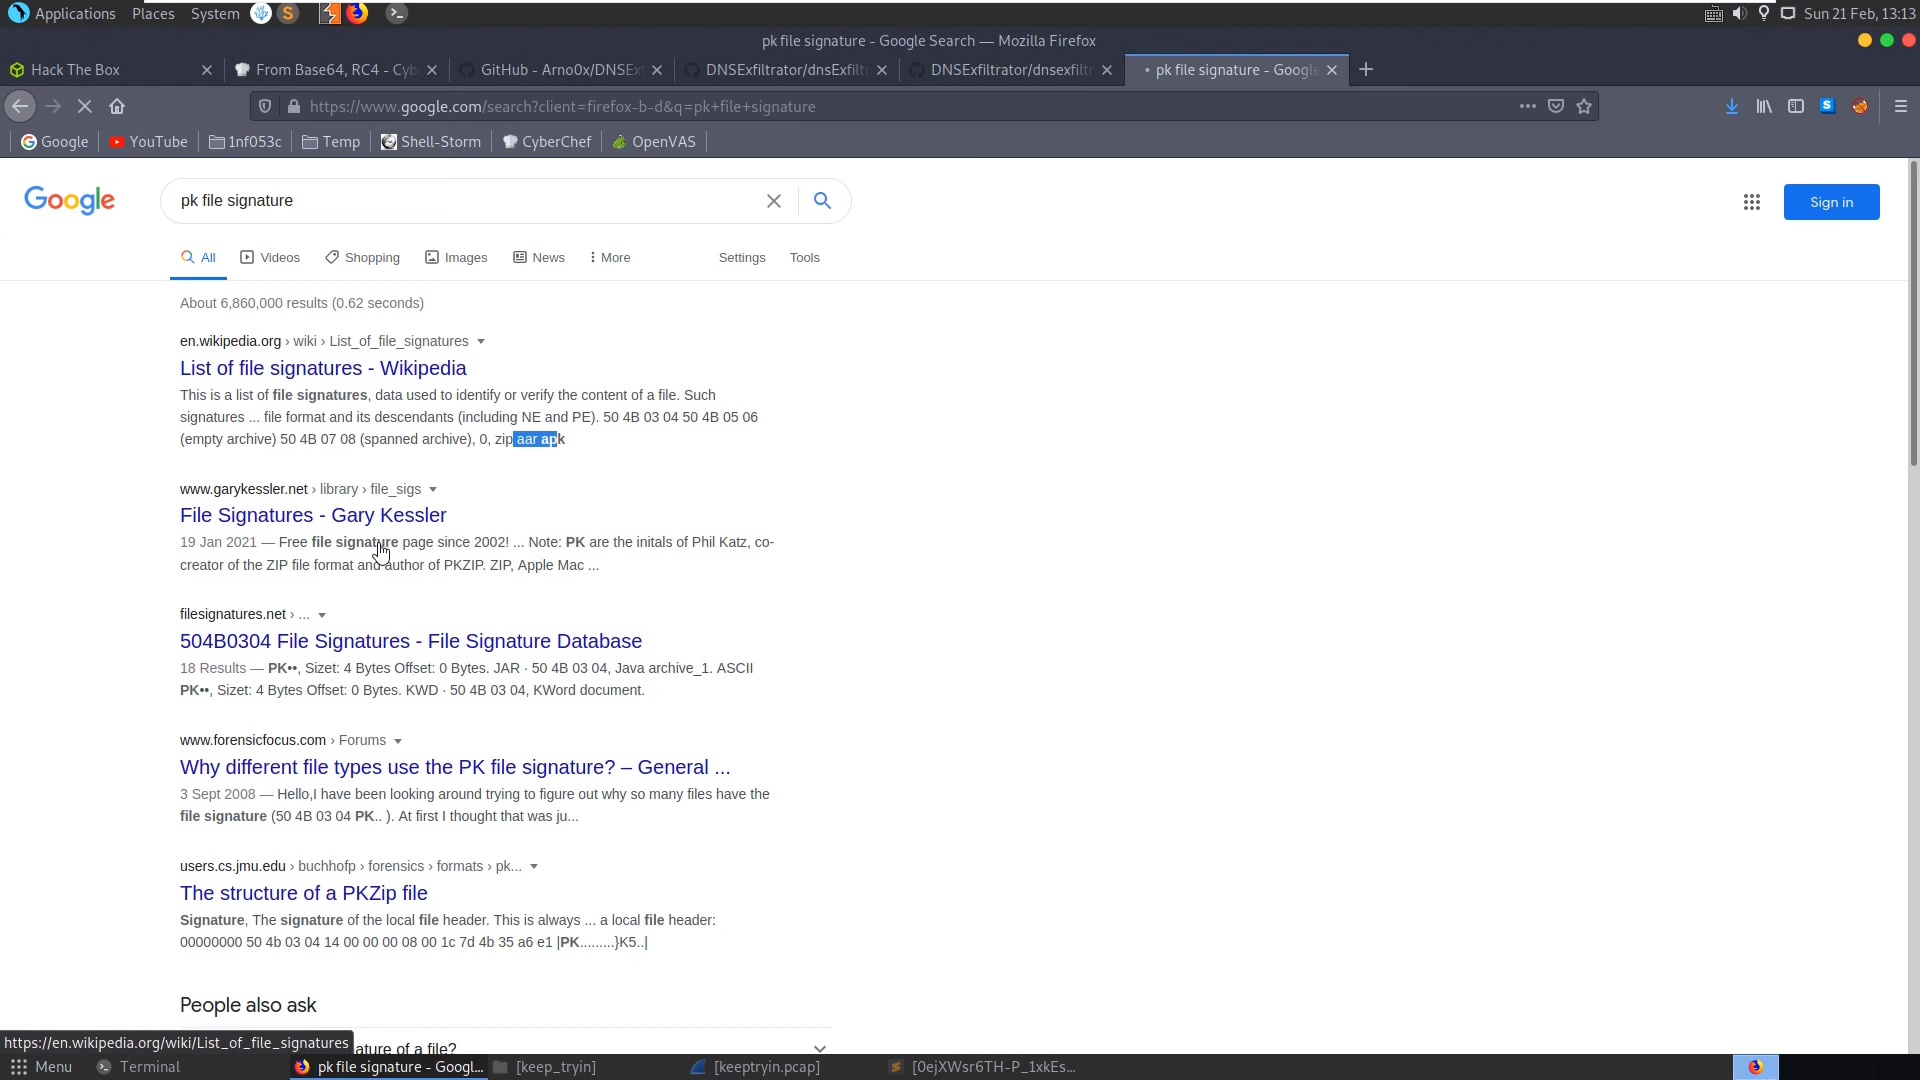 Applications Places System Sun 21 Feb, 13:13
pk file signature - Google Search — Mozilla Firefox
Hack The Box From Base64, RC4 - Cyb GitHub - Arno0x/DNSEx DNSExfiltrator/dnsExfilt DNSExfiltrator/dnsexfilt pk file signature - Google
https://www.google.com/search?client=firefox-b-d&q=pk+file+signature
Google YouTube 1nf053c Temp Shell-Storm CyberChef OpenVAS
Google pk file signature Sign in
All Videos Shopping Images News More Settings Tools
About 6,860,000 results (0.62 seconds)
en.wikipedia.org › wiki › List_of_file_signatures
List of file signatures - Wikipedia
This is a list of file signatures, data used to identify or verify the content of a file. Such
signatures ... file format and its descendants (including NE and PE). 50 4B 03 04 50 4B 05 06
(empty archive) 50 4B 07 08 (spanned archive), 0, zip aar apk
www.garykessler.net › library › file_sigs
File Signatures - Gary Kessler
19 Jan 2021 — Free file signature page since 2002! ... Note: PK are the initals of Phil Katz, co-
creator of the ZIP file format and author of PKZIP. ZIP, Apple Mac ...
filesignatures.net › ...
504B0304 File Signatures - File Signature Database
18 Results — PK••, Sizet: 4 Bytes Offset: 0 Bytes. JAR · 50 4B 03 04, Java archive_1. ASCII
PK••, Sizet: 4 Bytes Offset: 0 Bytes. KWD · 50 4B 03 04, KWord document.
www.forensicfocus.com › Forums
Why different file types use the PK file signature? – General ...
3 Sept 2008 — Hello,I have been looking around trying to figure out why so many files have the
file signature (50 4B 03 04 PK.. ). At first I thought that was ju...
users.cs.jmu.edu › buchhofp › forensics › formats › pk...
The structure of a PKZip file
Signature, The signature of the local file header. This is always ... a local file header:
00000000 50 4b 03 04 14 00 00 00 08 00 1c 7d 4b 35 a6 e1 |PK.........}K5..|
People also ask
https://en.wikipedia.org/wiki/List_of_file_signatures
ature of a file?
Menu Terminal pk file signature - Googl... [keep_tryin] [keeptryin.pcap] [0ejXWsr6TH-P_1xkEs...